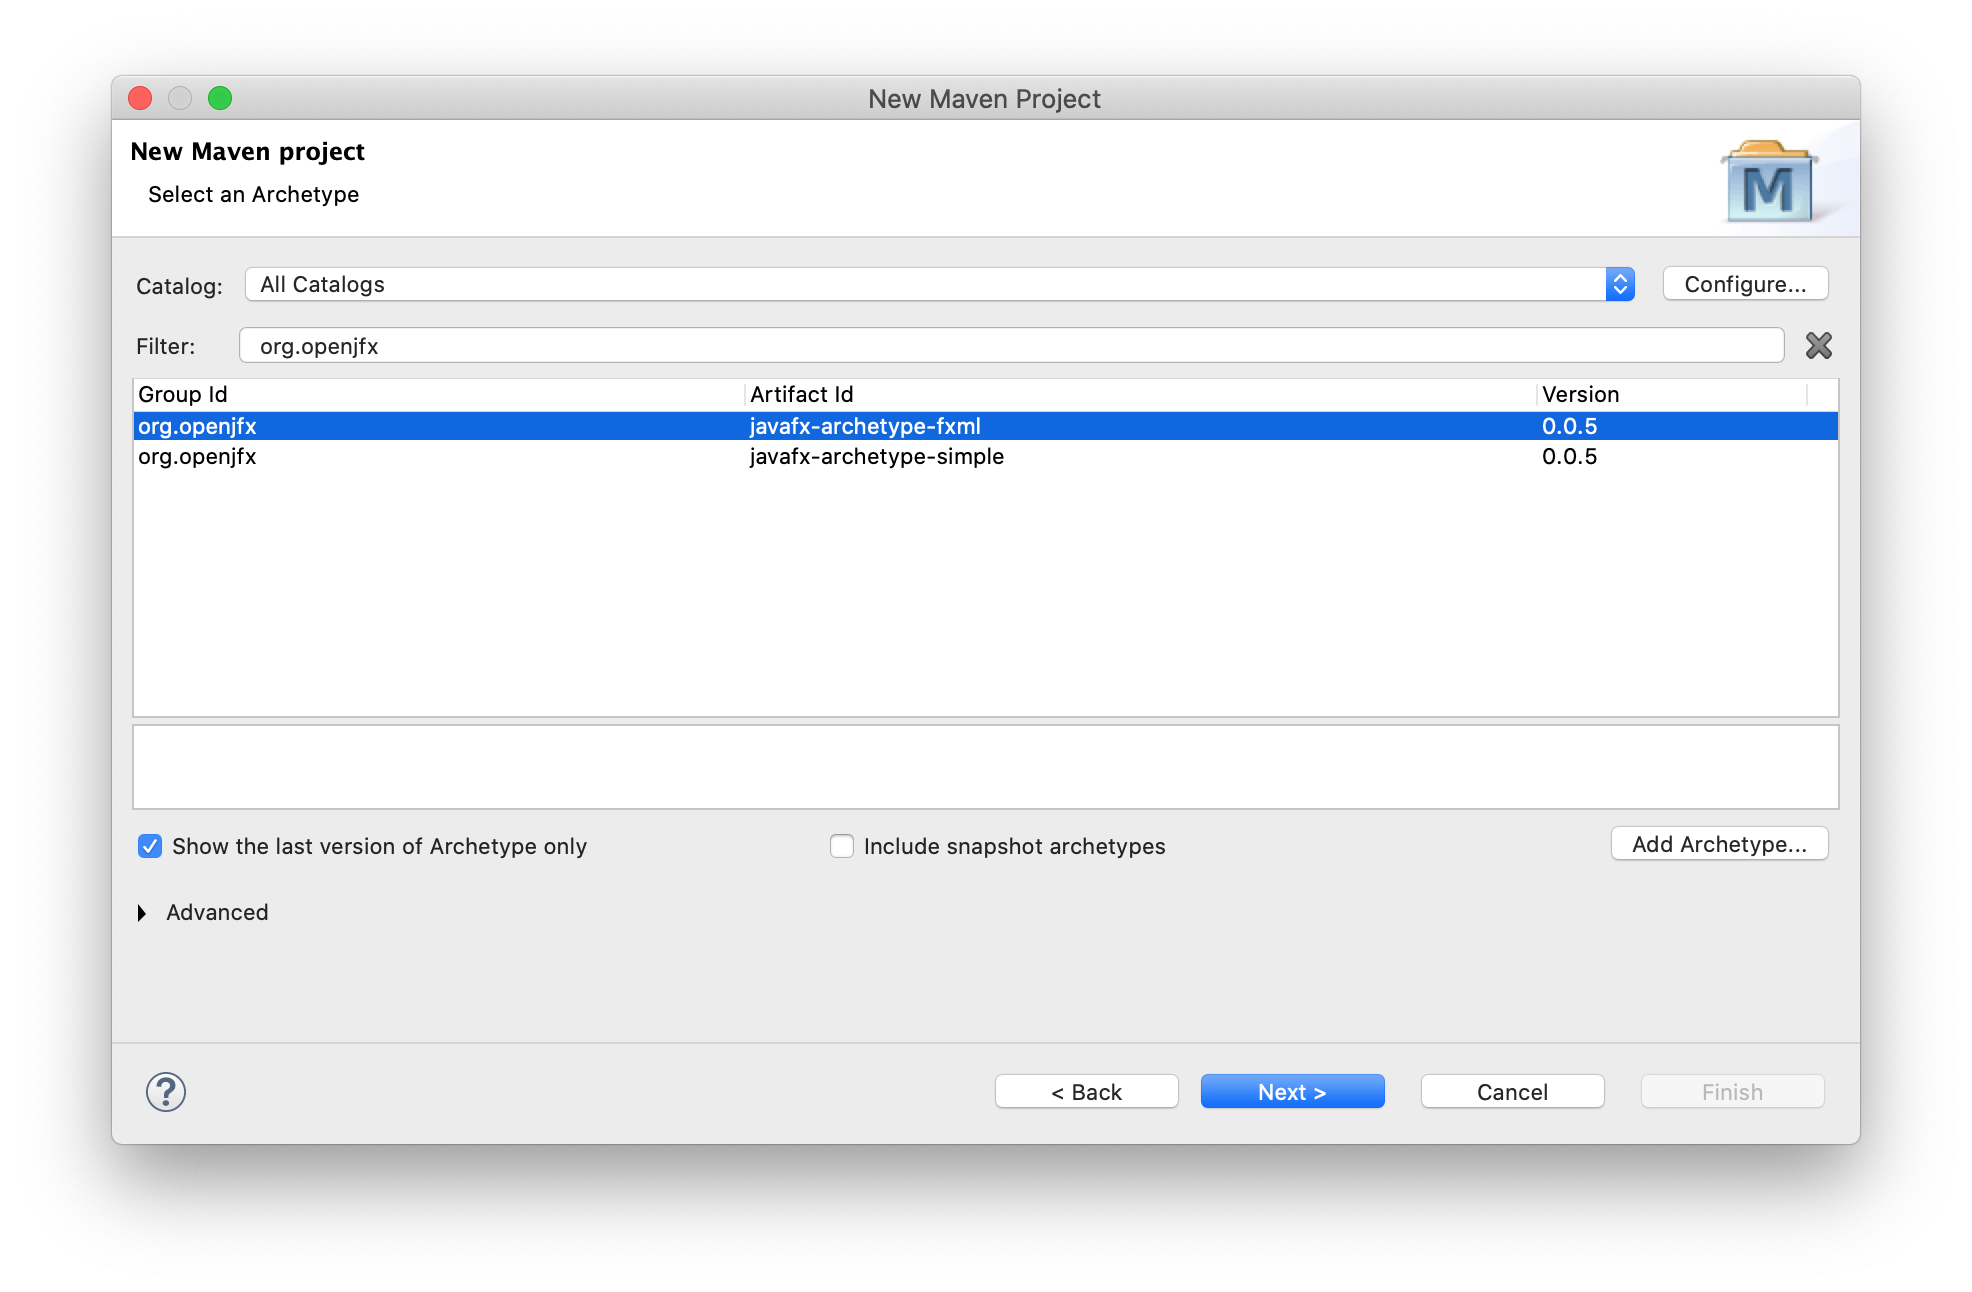 New Maven Project
New Maven project
Select an Archetype
M
Catalog: All Catalogs Configure...
Filter: org.openjfx
Group Id Artifact Id Version
org.openjfx javafx-archetype-fxml 0.0.5
org.openjfx javafx-archetype-simple 0.0.5
Show the last version of Archetype only Include snapshot archetypes Add Archetype...
Advanced
? < Back Next > Cancel Finish